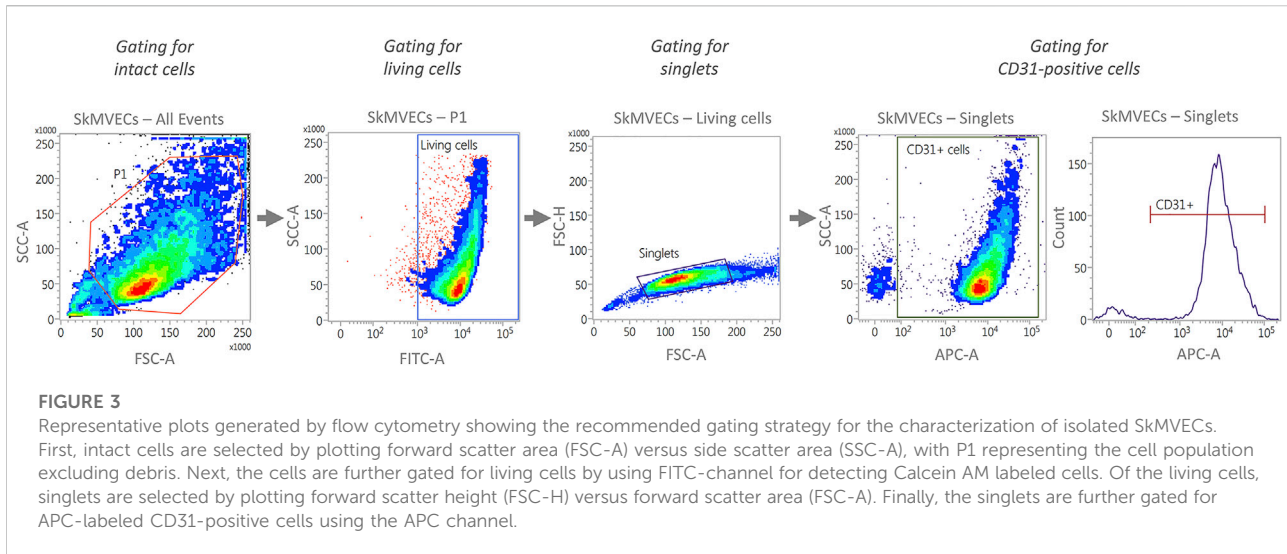 Gating for
intact cells
Gating for
living cells
Gating for
singlets
Gating for
CD31-positive cells
SkMVECs – All Events
x1000
250
200
150
100
50
0
SCC-A
P1
0 50 100 150 200 250
x1000
FSC-A
SkMVECs – P1
x1000
250
200
150
100
50
0
SCC-A
Living cells
0 10² 10³ 10⁴ 10⁵
FITC-A
SkMVECs – Living cells
x1000
250
200
150
100
50
0
FSC-H
Singlets
0 50 100 150 200 250
FSC-A
SkMVECs – Singlets
x1000
250
200
150
100
50
0
SCC-A
CD31+ cells
0 10² 10³ 10⁴ 10⁵
APC-A
SkMVECs – Singlets
150
100
50
0
Count
CD31+
0 10² 10³ 10⁴ 10⁵
APC-A
FIGURE 3
Representative plots generated by flow cytometry showing the recommended gating strategy for the characterization of isolated SkMVECs.
First, intact cells are selected by plotting forward scatter area (FSC-A) versus side scatter area (SSC-A), with P1 representing the cell population
excluding debris. Next, the cells are further gated for living cells by using FITC-channel for detecting Calcein AM labeled cells. Of the living cells,
singlets are selected by plotting forward scatter height (FSC-H) versus forward scatter area (FSC-A). Finally, the singlets are further gated for
APC-labeled CD31-positive cells using the APC channel.